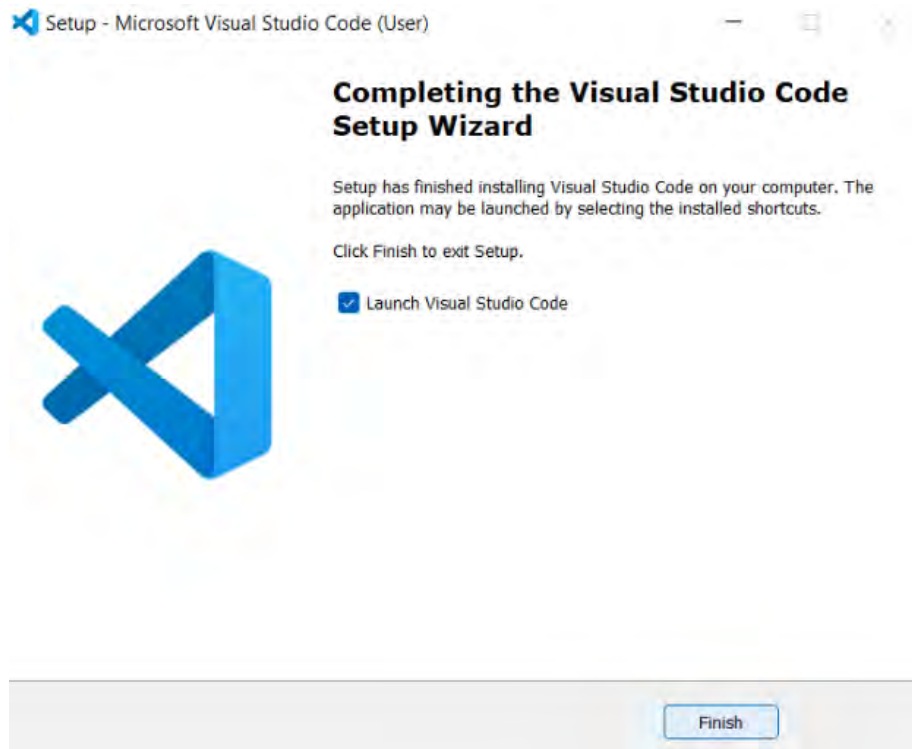 Setup - Microsoft Visual Studio Code (User)
Completing the Visual Studio Code
Setup Wizard
Setup has finished installing Visual Studio Code on your computer. The
application may be launched by selecting the installed shortcuts.
Click Finish to exit Setup.
Launch Visual Studio Code
Finish